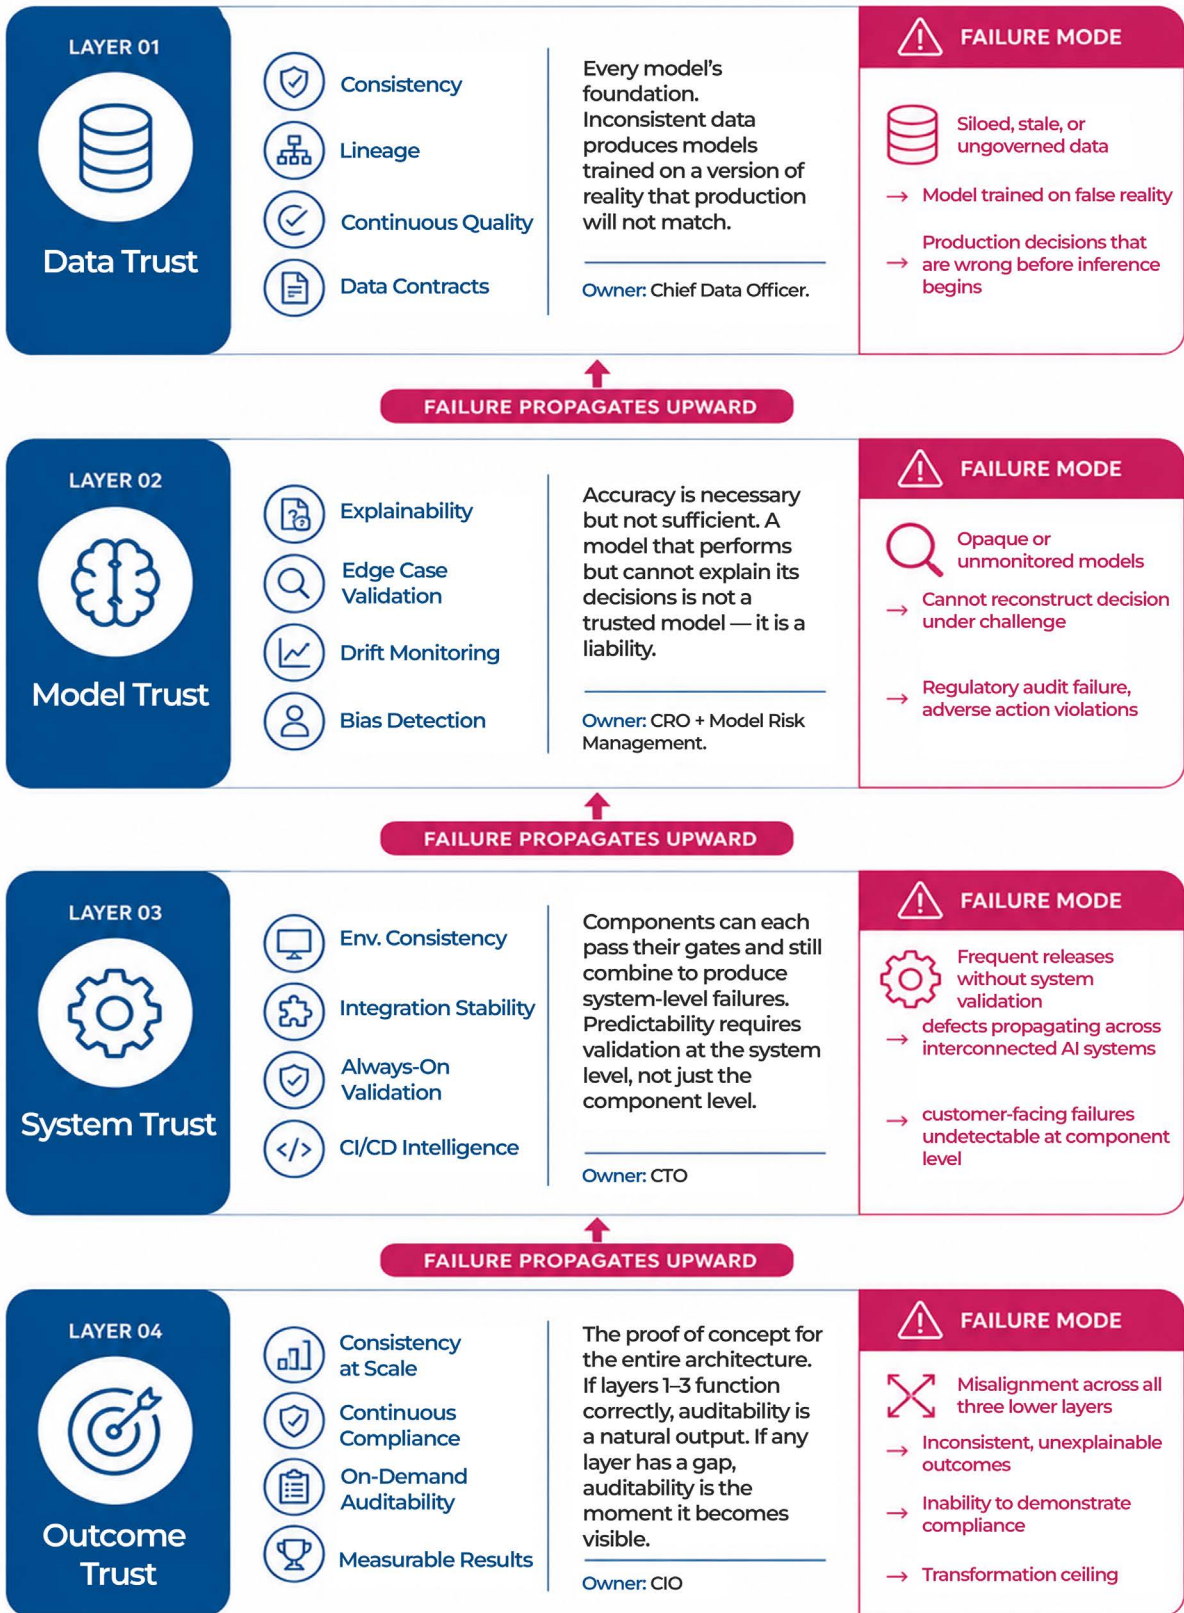 LAYER 01
Data Trust
Consistency
Lineage
Continuous Quality
Data Contracts
Every model's
foundation.
Inconsistent data
produces models
trained on a version of
reality that production
will not match.
Owner: Chief Data Officer.
FAILURE MODE
Siloed, stale, or
ungoverned data
→ Model trained on false reality
Production decisions that
→ are wrong before inference
begins
FAILURE PROPAGATES UPWARD
LAYER 02
Model Trust
Explainability
Edge Case
Validation
Drift Monitoring
Bias Detection
Accuracy is necessary
but not sufficient. A
model that performs
but cannot explain its
decisions is not a
trusted model — it is a
liability.
Owner: CRO + Model Risk
Management.
FAILURE MODE
Opaque or
unmonitored models
→ Cannot reconstruct decision
under challenge
→ Regulatory audit failure,
adverse action violations
FAILURE PROPAGATES UPWARD
LAYER 03
System Trust
Env. Consistency
Integration Stability
Always-On
Validation
</> CI/CD Intelligence
Components can each
pass their gates and still
combine to produce
system-level failures.
Predictability requires
validation at the system
level, not just the
component level.
Owner: CTO
FAILURE MODE
Frequent releases
without system
validation
→ defects propagating across
interconnected AI systems
→ customer-facing failures
undetectable at component
level
FAILURE PROPAGATES UPWARD
LAYER 04
Outcome
Trust
Consistency
at Scale
Continuous
Compliance
On-Demand
Auditability
Measurable Results
The proof of concept for
the entire architecture.
If layers 1–3 function
correctly, auditability is
a natural output. If any
layer has a gap,
auditability is the
moment it becomes
visible.
Owner: CIO
FAILURE MODE
Misalignment across all
three lower layers
→ Inconsistent, unexplainable
outcomes
→ Inability to demonstrate
compliance
→ Transformation ceiling